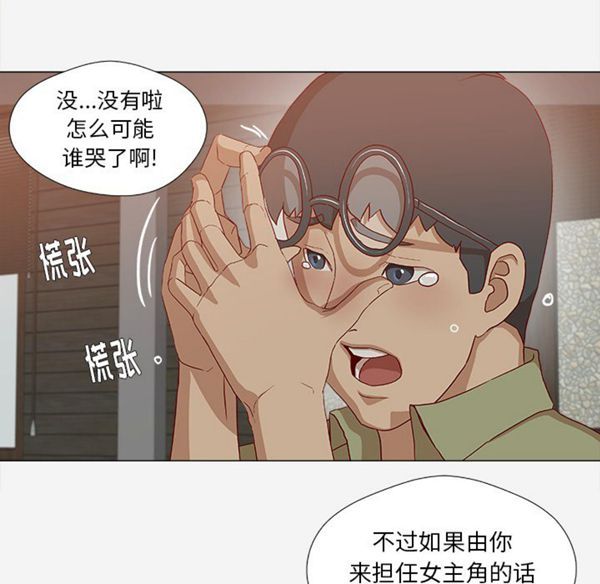 没...没有啦
怎么可能
谁哭了啊!
慌张
慌张
不过如果由你
来担任女主角的话